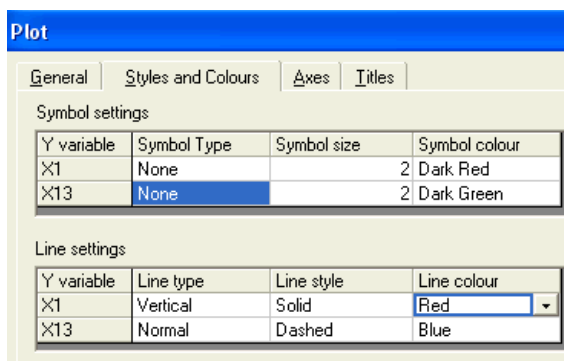 Plot
General Styles and Colours Axes Titles
Symbol settings
Y variable Symbol Type Symbol size Symbol colour
X1 None 2 Dark Red
X13 None 2 Dark Green
Line settings
Y variable Line type Line style Line colour
X1 Vertical Solid Red
X13 Normal Dashed Blue